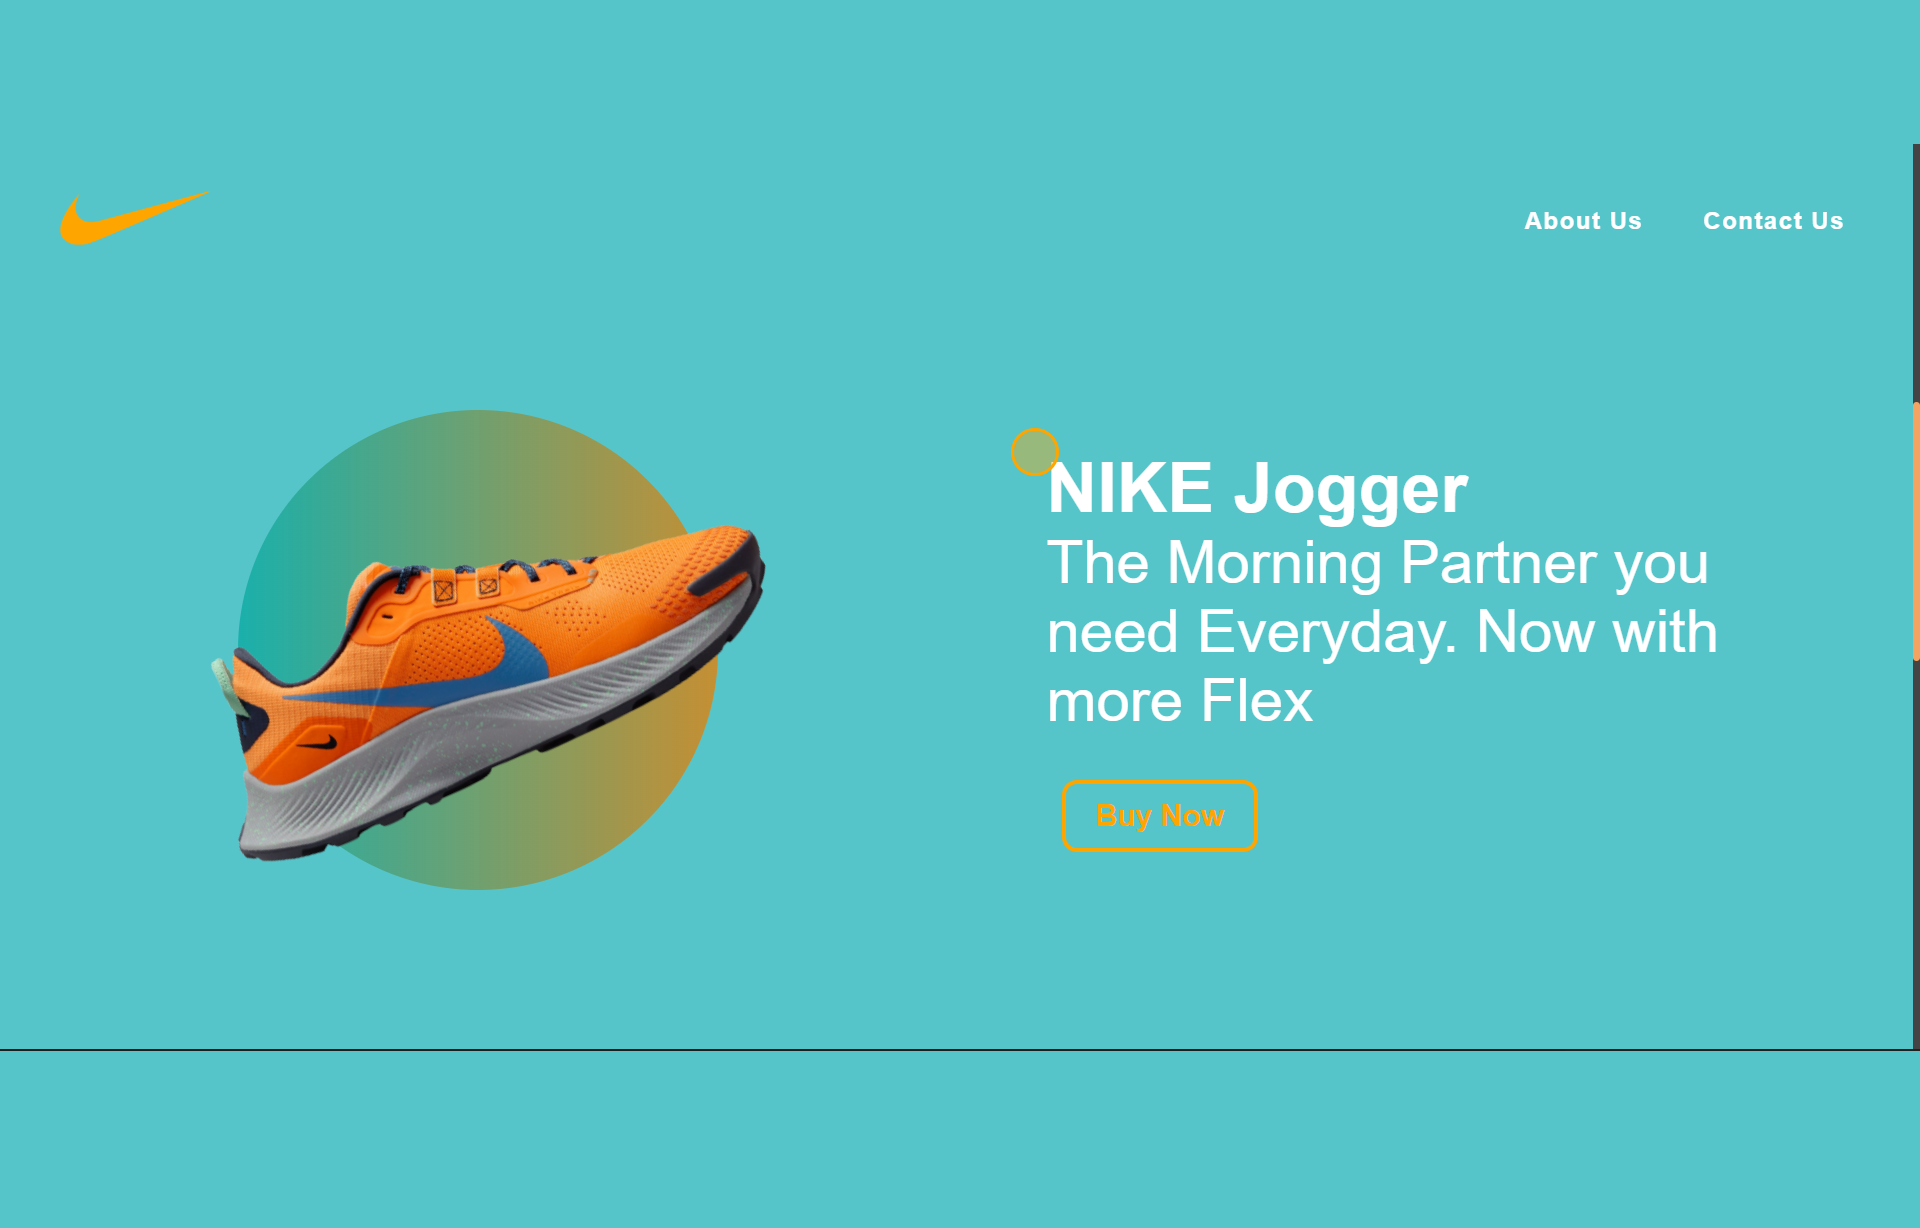 About Us
Contact Us
NIKE Jogger
The Morning Partner you
need Everyday. Now with
more Flex
Buy Now